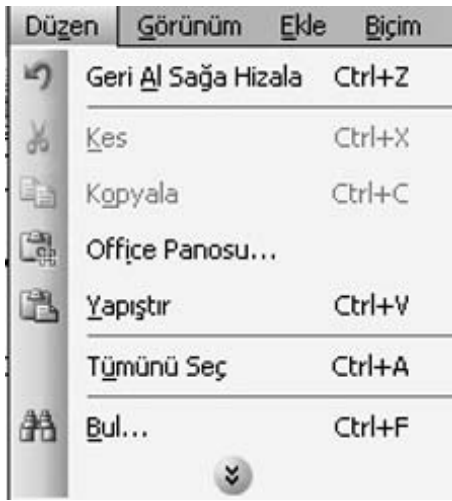 Düzen Görünüm Ekle Biçim
Geri Al Sağa Hizala Ctrl+Z
Kes Ctrl+X
Kopyala Ctrl+C
Office Panosu...
Yapıştır Ctrl+V
Tümünü Seç Ctrl+A
Bul... Ctrl+F